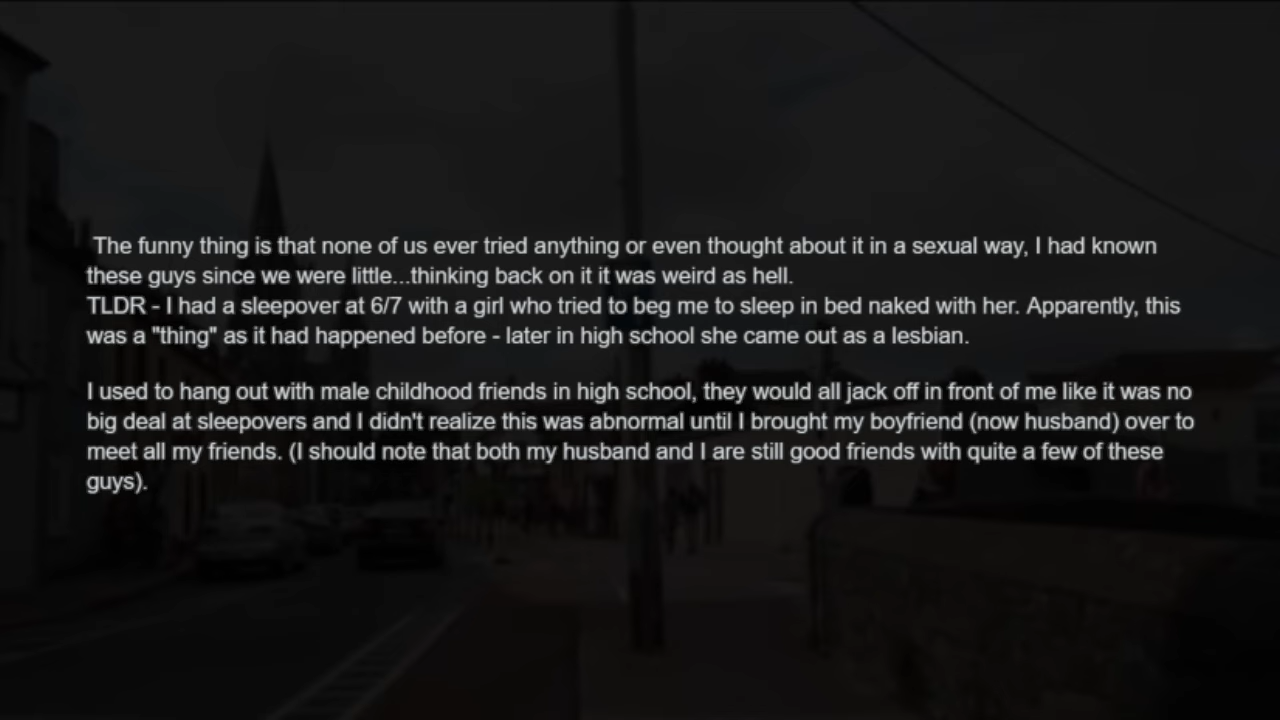 The funny thing is that none of us ever tried anything or even thought about it in a sexual way, I had known
these guys since we were little...thinking back on it it was weird as hell.
TLDR - I had a sleepover at 6/7 with a girl who tried to beg me to sleep in bed naked with her. Apparently, this
was a "thing" as it had happened before - later in high school she came out as a lesbian.
I used to hang out with male childhood friends in high school, they would all jack off in front of me like it was no
big deal at sleepovers and I didn't realize this was abnormal until I brought my boyfriend (now husband) over to
meet all my friends. (I should note that both my husband and I are still good friends with quite a few of these
guys).